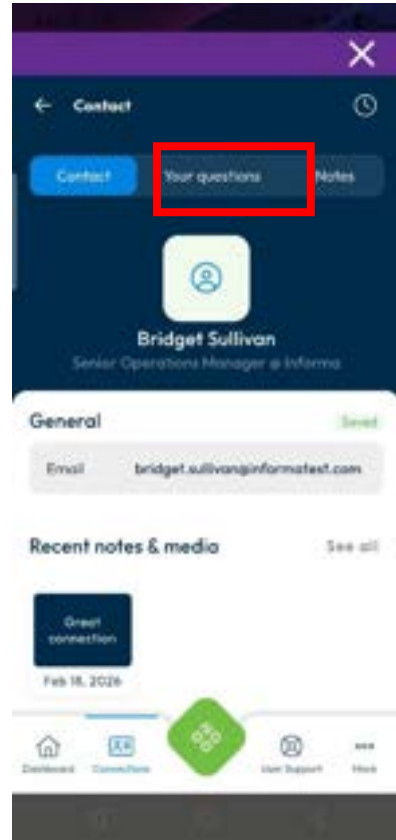 Contact
Contact Your questions Notes
Bridget Sullivan
Senior Operations Manager @ Informa
General Saved
Email bridget.sullivan@informatest.com
Recent notes & media See all
Great
connection
Feb 18, 2026
Dashboard Connections User Support More